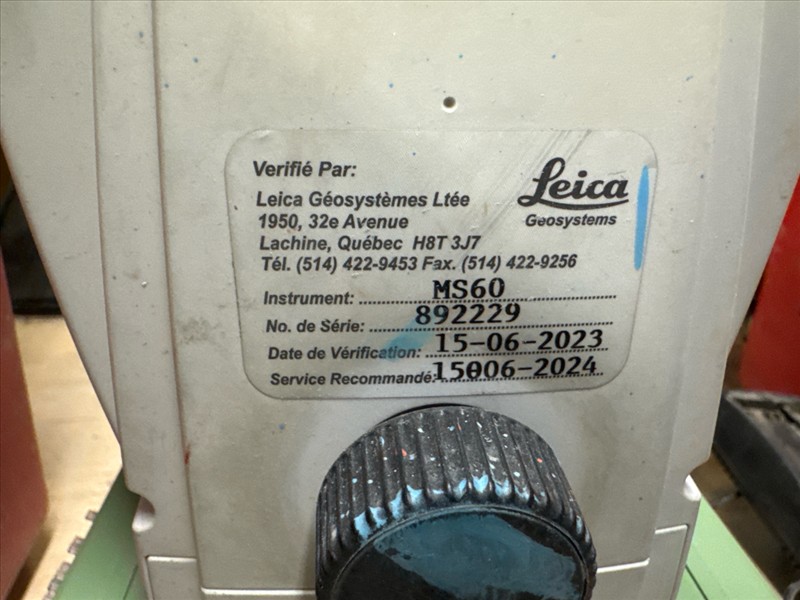 Verifié Par:
Leica Géosystèmes Ltée
1950, 32e Avenue
Lachine, Québec H8T 3J7
Tél. (514) 422-9453 Fax. (514) 422-9256
Leica
Geosystems
Instrument: MS60
No. de Série: 892229
Date de Vérification: 15-06-2023
Service Recommandé: 15006-2024